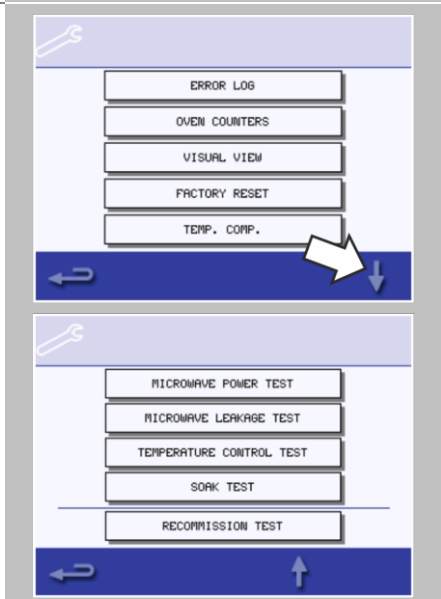 ERROR LOG
OVEN COUNTERS
VISUAL VIEW
FACTORY RESET
TEMP. COMP.
MICROWAVE POWER TEST
MICROWAVE LEAKAGE TEST
TEMPERATURE CONTROL TEST
SOAK TEST
RECOMMISSION TEST